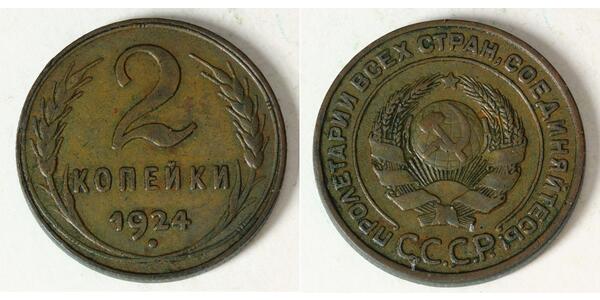 2
КОПЕЙКИ
1924
ПРОЛЕТАРИИ ВСЕХ СТРАН, СОЕДИНЯЙТЕСЬ!
С.С.С.Р.